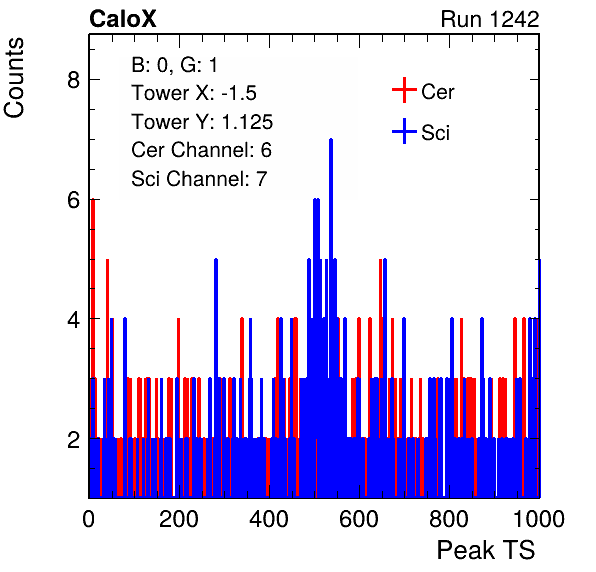 CaloX Run 1242
Counts
B: 0, G: 1
Tower X: -1.5
Tower Y: 1.125
Cer Channel: 6
Sci Channel: 7
Cer
Sci
8
6
4
2
0 200 400 600 800 1000
Peak TS